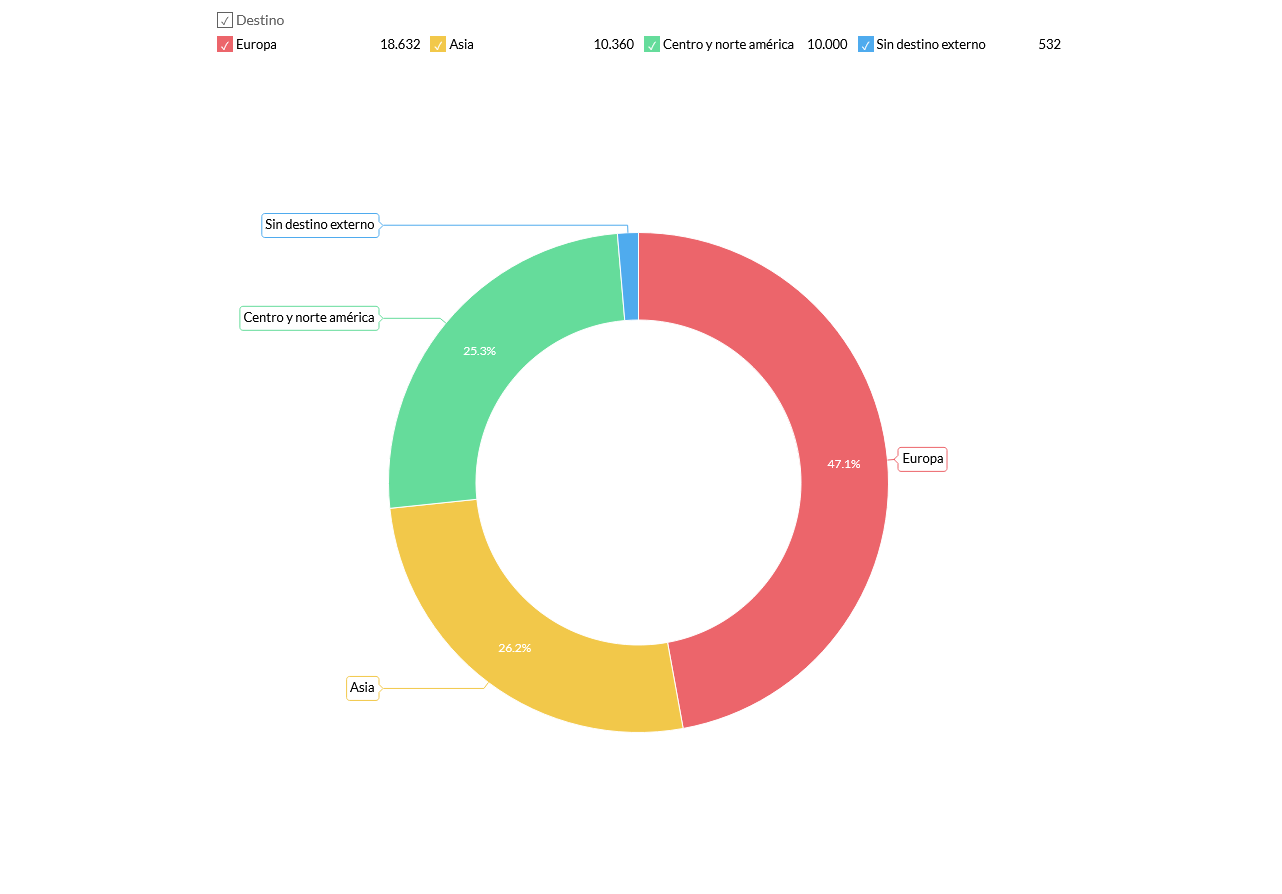 Destino
Europa 18.632 Asia 10.360 Centro y norte américa 10.000 Sin destino externo 532
Sin destino externo
Centro y norte américa
25.3%
Europa
47.1%
26.2%
Asia